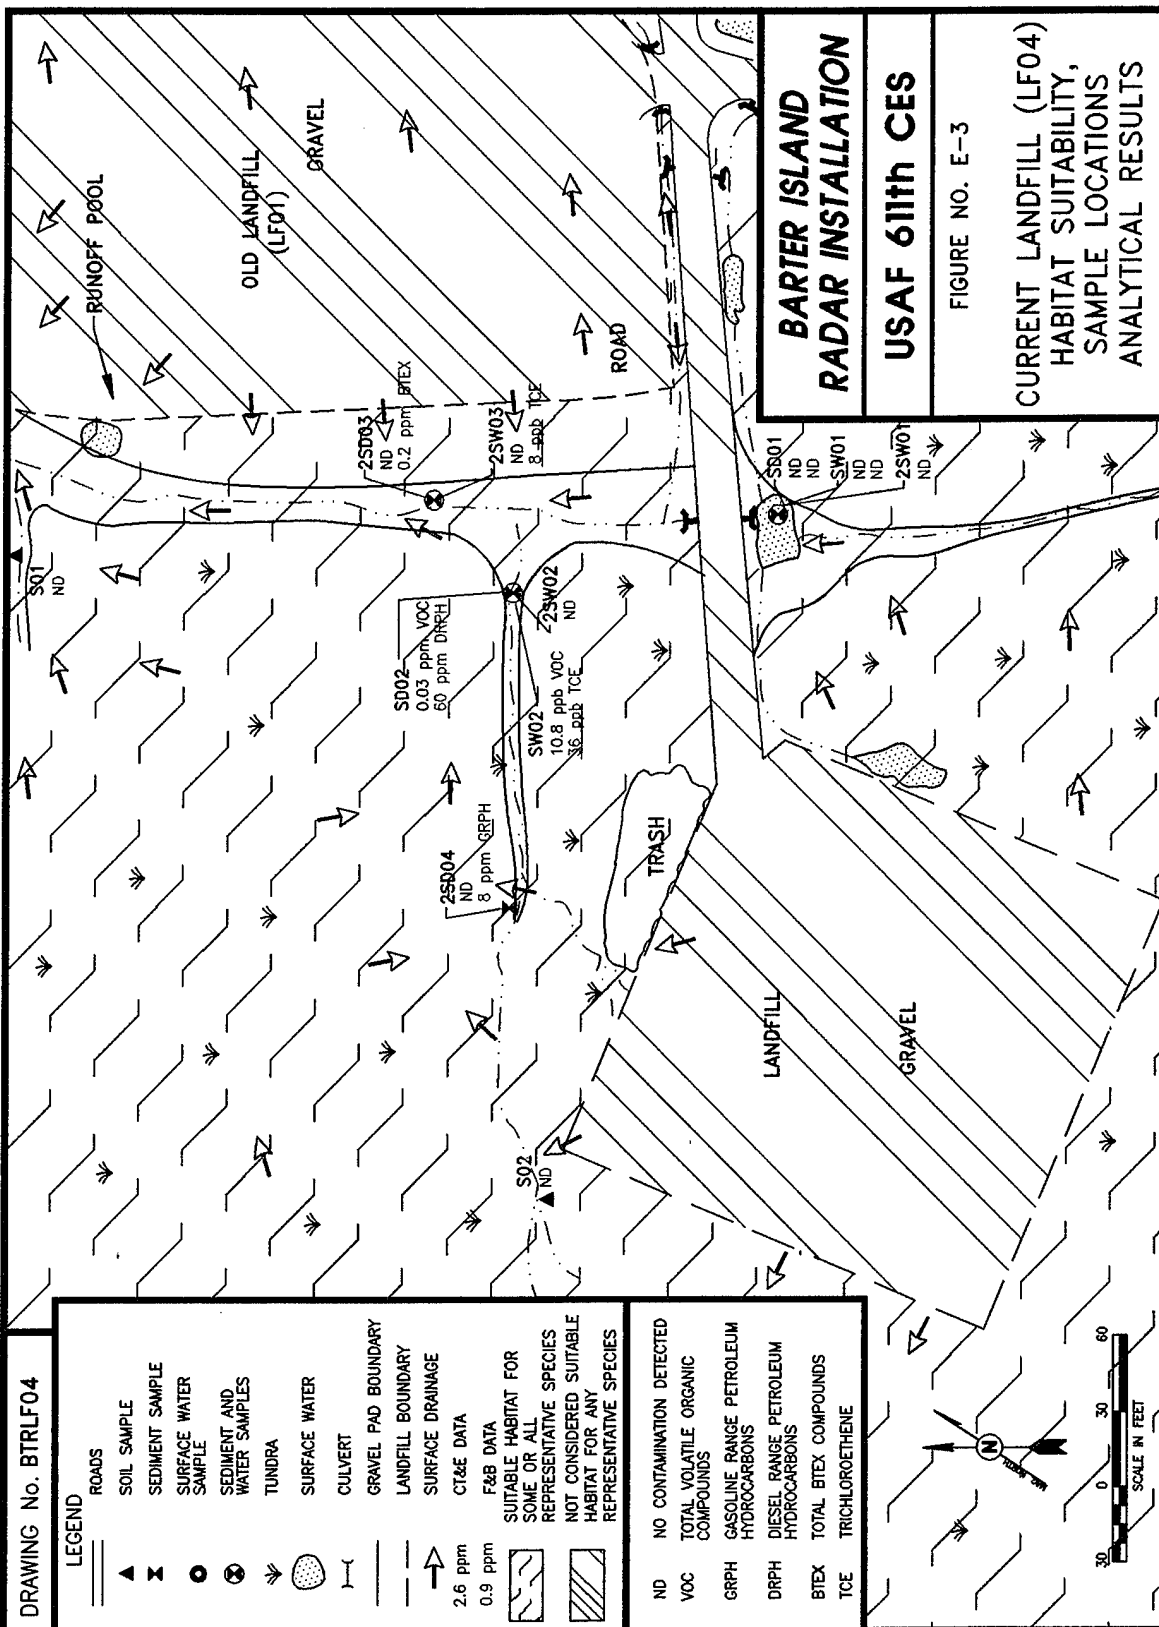 DRAWING No. BTRLF04
LEGEND
ROADS
SOIL SAMPLE
SEDIMENT SAMPLE
SURFACE WATER
SAMPLE
SEDIMENT AND
WATER SAMPLES
TUNDRA
SURFACE WATER
CULVERT
GRAVEL PAD BOUNDARY
LANDFILL BOUNDARY
SURFACE DRAINAGE
2.6 ppm CT&E DATA
0.9 ppm F&B DATA
SUITABLE HABITAT FOR
SOME OR ALL
REPRESENTATIVE SPECIES
NOT CONSIDERED SUITABLE
HABITAT FOR ANY
REPRESENTATIVE SPECIES
ND NO CONTAMINATION DETECTED
VOC TOTAL VOLATILE ORGANIC
COMPOUNDS
GRPH GASOLINE RANGE PETROLEUM
HYDROCARBONS
DRPH DIESEL RANGE PETROLEUM
HYDROCARBONS
BTEX TOTAL BTEX COMPOUNDS
TCE TRICHLOROETHENE
N
MAG NORTH
30 0 30 60
SCALE IN FEET
S01
ND
RUNOFF POOL
OLD LANDFILL
(LF01)
GRAVEL
ROAD
2SD03
ND
0.2 ppm BTEX
2SW03
ND
8 ppb TCE
SD02
0.03 ppm VOC
60 ppm DRPH
2SW02
ND
SW02
10.8 ppb VOC
36 ppb TCE
2SD04
ND
8 ppm GRPH
S02
ND
TRASH
LANDFILL
GRAVEL
SD01
ND
ND
SW01
ND
ND
2SW01
ND
BARTER ISLAND
RADAR INSTALLATION
USAF 611th CES
FIGURE NO. E-3
CURRENT LANDFILL (LF04)
HABITAT SUITABILITY,
SAMPLE LOCATIONS
ANALYTICAL RESULTS